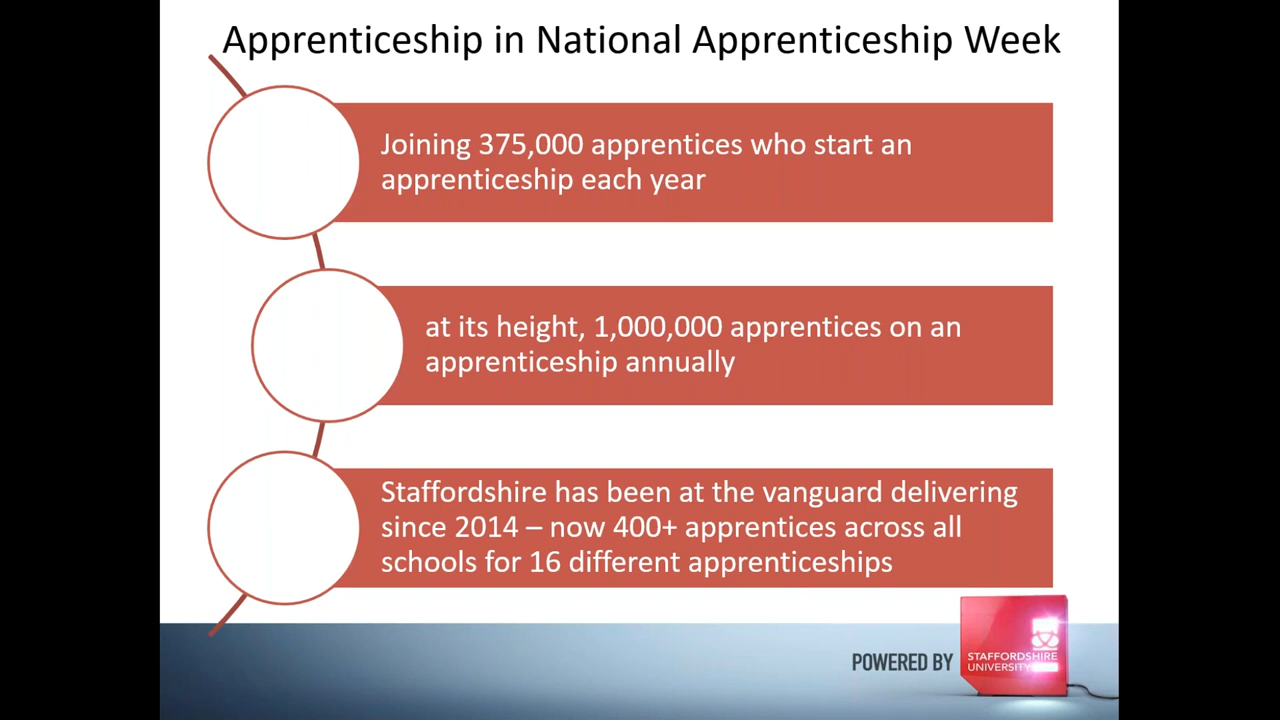 Apprenticeship in National Apprenticeship Week
Joining 375,000 apprentices who start an
apprenticeship each year
at its height, 1,000,000 apprentices on an
apprenticeship annually
Staffordshire has been at the vanguard delivering
since 2014 – now 400+ apprentices across all
schools for 16 different apprenticeships
POWERED BY
STAFFORDSHIRE
UNIVERSITY